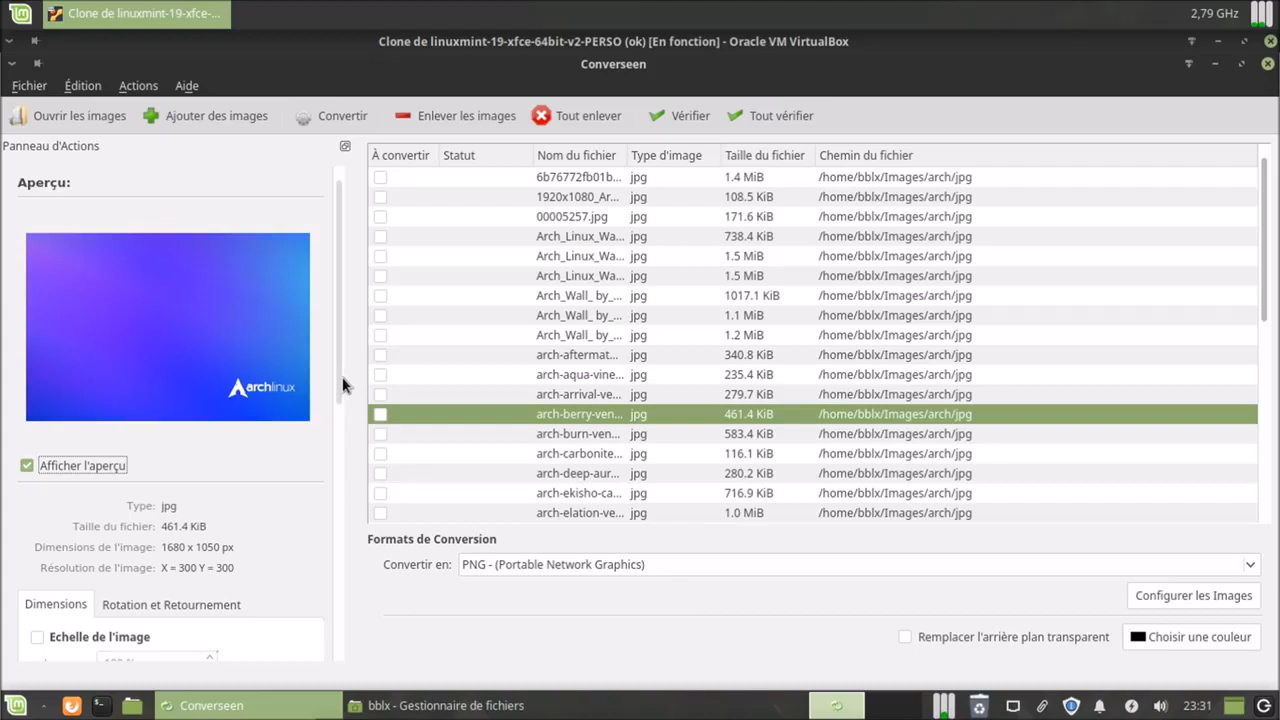 Clone de linuxmint-19-xfce-...
2,79 GHz
Clone de linuxmint-19-xfce-64bit-v2-PERSO (ok) [En fonction] - Oracle VM VirtualBox
Converseen
Fichier Édition Actions Aide
Ouvrir les images Ajouter des images Convertir Enlever les images Tout enlever Vérifier Tout vérifier
Panneau d'Actions
Aperçu:
archlinux
Afficher l'aperçu
Type: jpg
Taille du fichier: 461.4 KiB
Dimensions de l'image: 1680 x 1050 px
Résolution de l'image: X = 300 Y = 300
Dimensions Rotation et Retournement
Echelle de l'image
À convertir Statut Nom du fichier Type d'image Taille du fichier Chemin du fichier
6b76772fb01b... jpg 1.4 MiB /home/bblx/Images/arch/jpg
1920x1080_Ar... jpg 108.5 KiB /home/bblx/Images/arch/jpg
00005257.jpg jpg 171.6 KiB /home/bblx/Images/arch/jpg
Arch_Linux_Wa... jpg 738.4 KiB /home/bblx/Images/arch/jpg
Arch_Linux_Wa... jpg 1.5 MiB /home/bblx/Images/arch/jpg
Arch_Linux_Wa... jpg 1.5 MiB /home/bblx/Images/arch/jpg
Arch_Wall_ by_... jpg 1017.1 KiB /home/bblx/Images/arch/jpg
Arch_Wall_ by_... jpg 1.1 MiB /home/bblx/Images/arch/jpg
Arch_Wall_ by_... jpg 1.2 MiB /home/bblx/Images/arch/jpg
arch-aftermat... jpg 340.8 KiB /home/bblx/Images/arch/jpg
arch-aqua-vine... jpg 235.4 KiB /home/bblx/Images/arch/jpg
arch-arrival-ve... jpg 279.7 KiB /home/bblx/Images/arch/jpg
arch-berry-ven... jpg 461.4 KiB /home/bblx/Images/arch/jpg
arch-burn-ven... jpg 583.4 KiB /home/bblx/Images/arch/jpg
arch-carbonite... jpg 116.1 KiB /home/bblx/Images/arch/jpg
arch-deep-aur... jpg 280.2 KiB /home/bblx/Images/arch/jpg
arch-ekisho-ca... jpg 716.9 KiB /home/bblx/Images/arch/jpg
arch-elation-ve... jpg 1.0 MiB /home/bblx/Images/arch/jpg
Formats de Conversion
Convertir en: PNG - (Portable Network Graphics)
Configurer les Images
Remplacer l'arrière plan transparent Choisir une couleur
Converseen bblx - Gestionnaire de fichiers 23:31